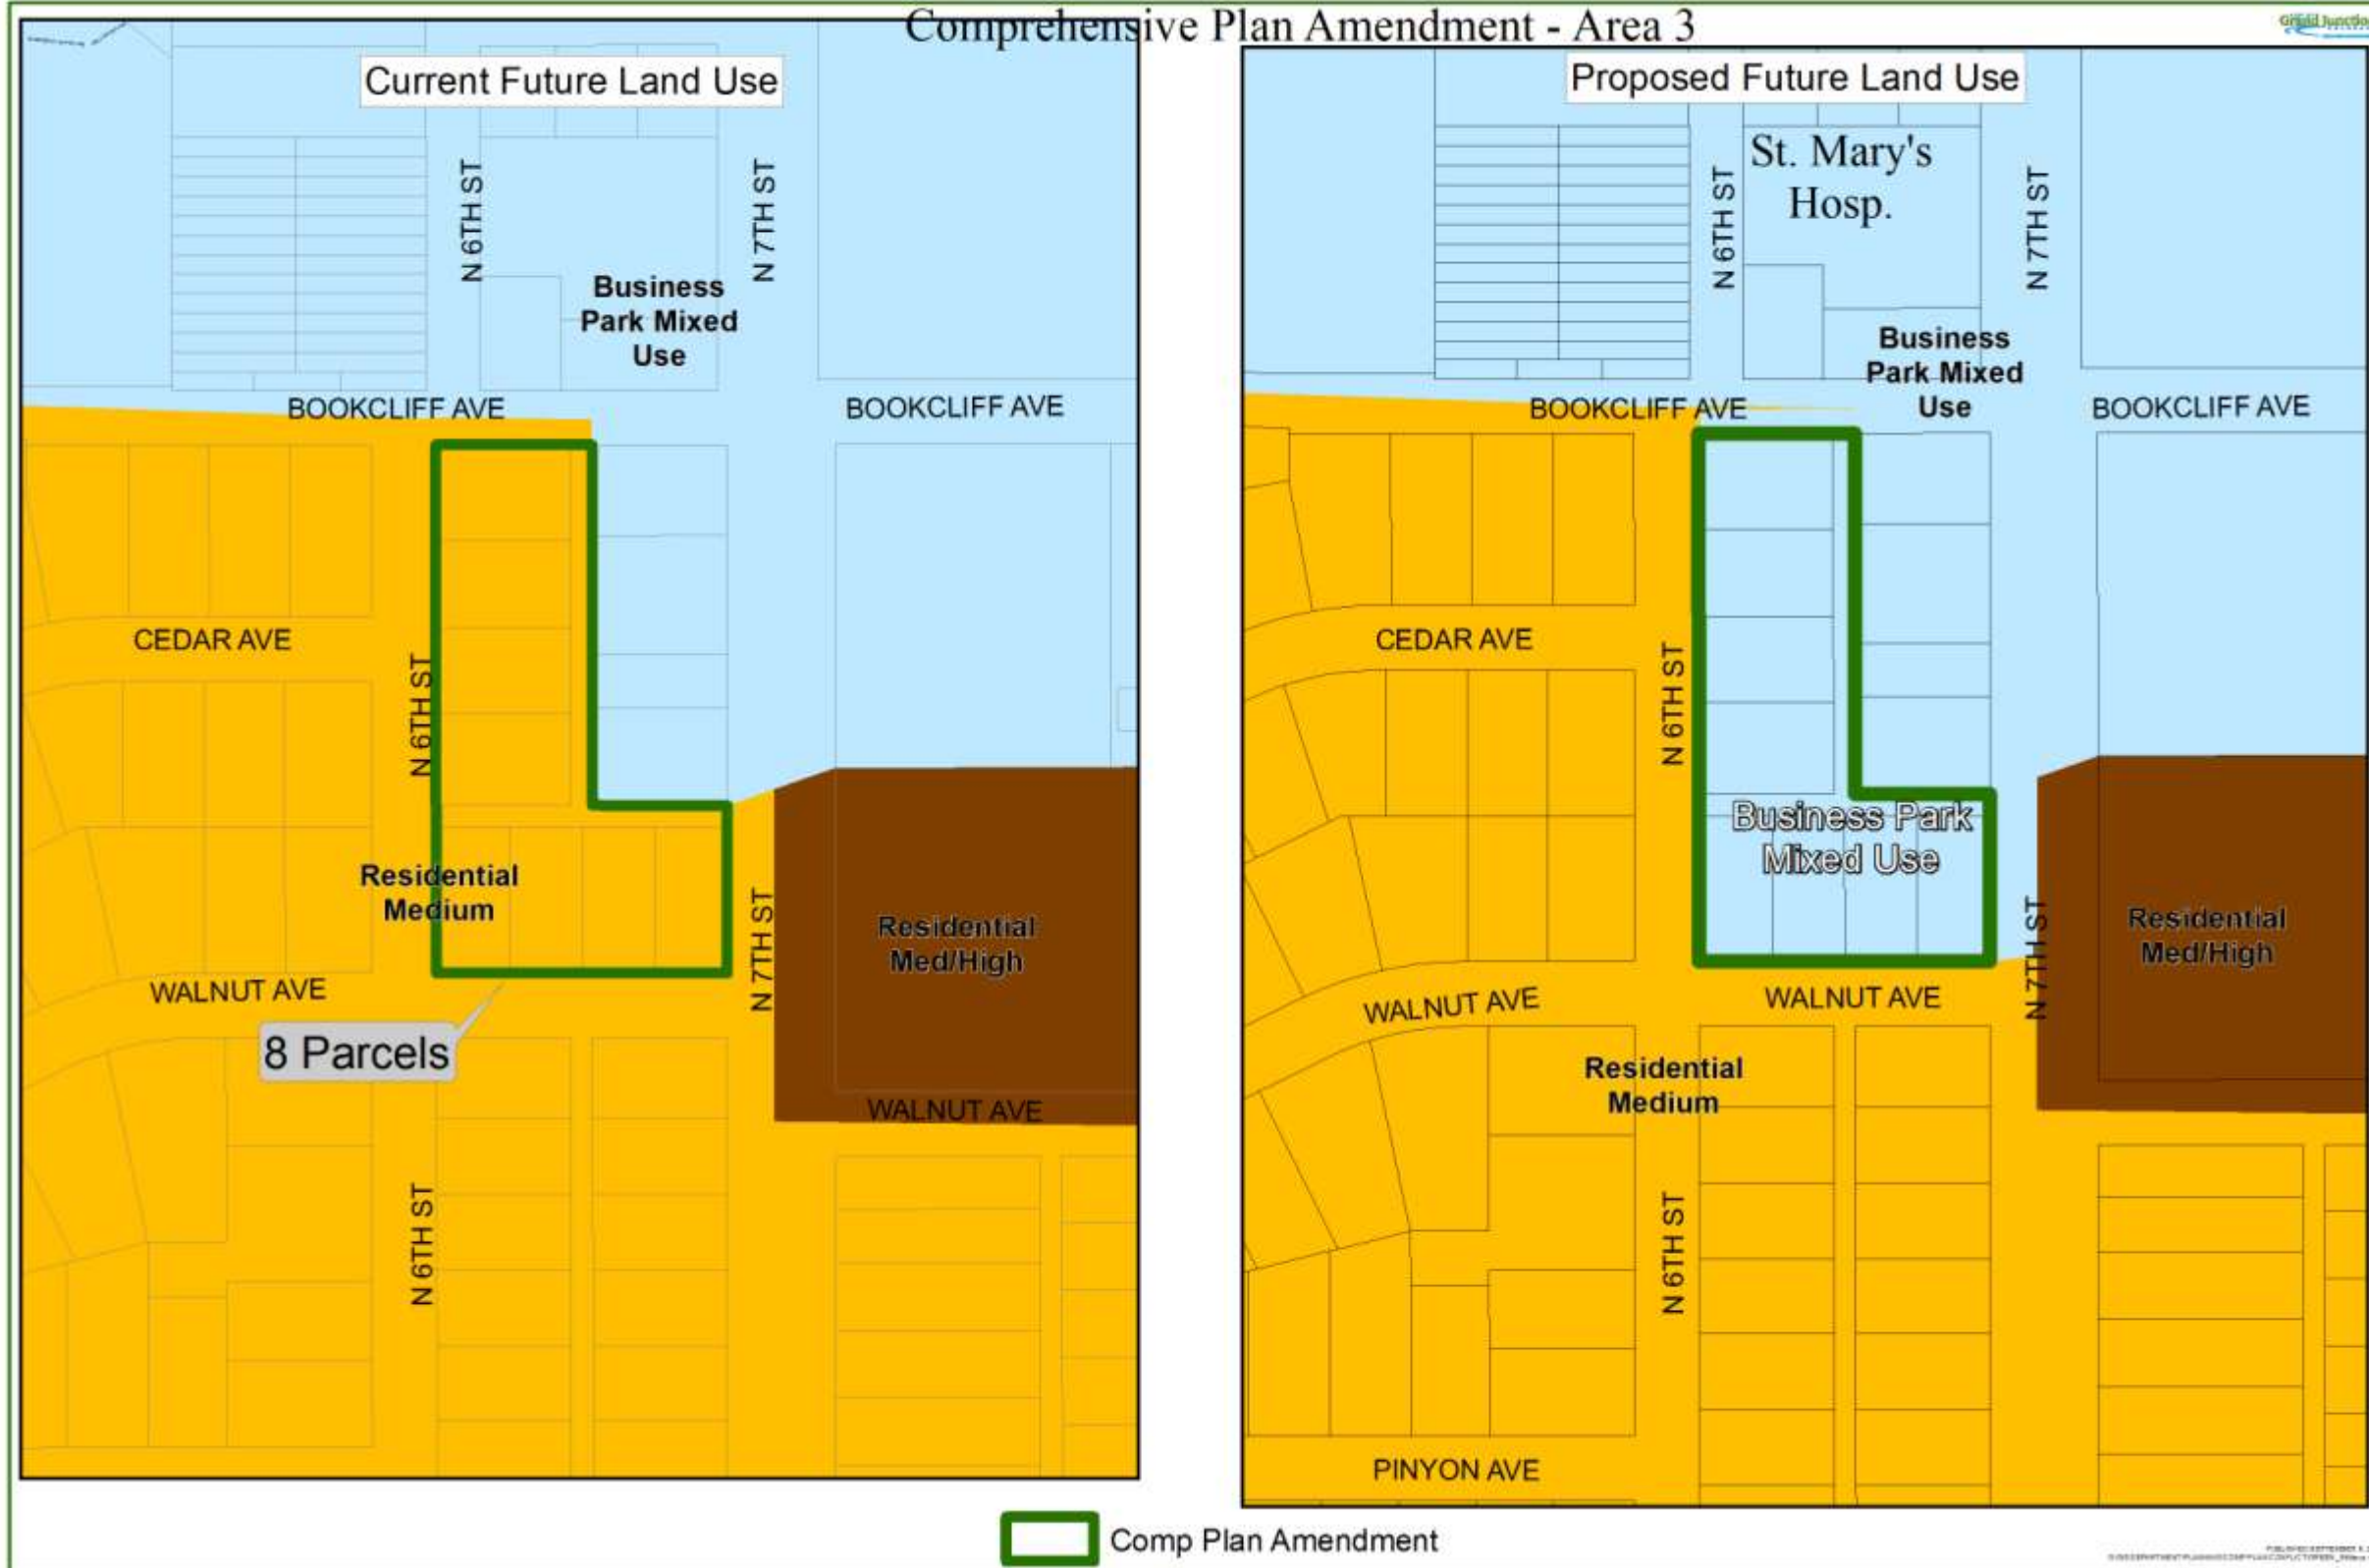 Comprehensive Plan Amendment - Area 3
Grand Junction
Current Future Land Use
N 6TH ST
N 7TH ST
Business
Park Mixed
Use
BOOKCLIFF AVE
BOOKCLIFF AVE
CEDAR AVE
N 6TH ST
Residential
Medium
N 7TH ST
Residential
Med/High
WALNUT AVE
8 Parcels
WALNUT AVE
N 6TH ST
Proposed Future Land Use
St. Mary's
Hosp.
N 6TH ST
N 7TH ST
Business
Park Mixed
Use
BOOKCLIFF AVE
BOOKCLIFF AVE
CEDAR AVE
N 6TH ST
Business Park
Mixed Use
N 7TH ST
Residential
Med/High
WALNUT AVE
WALNUT AVE
Residential
Medium
N 6TH ST
PINYON AVE
Comp Plan Amendment